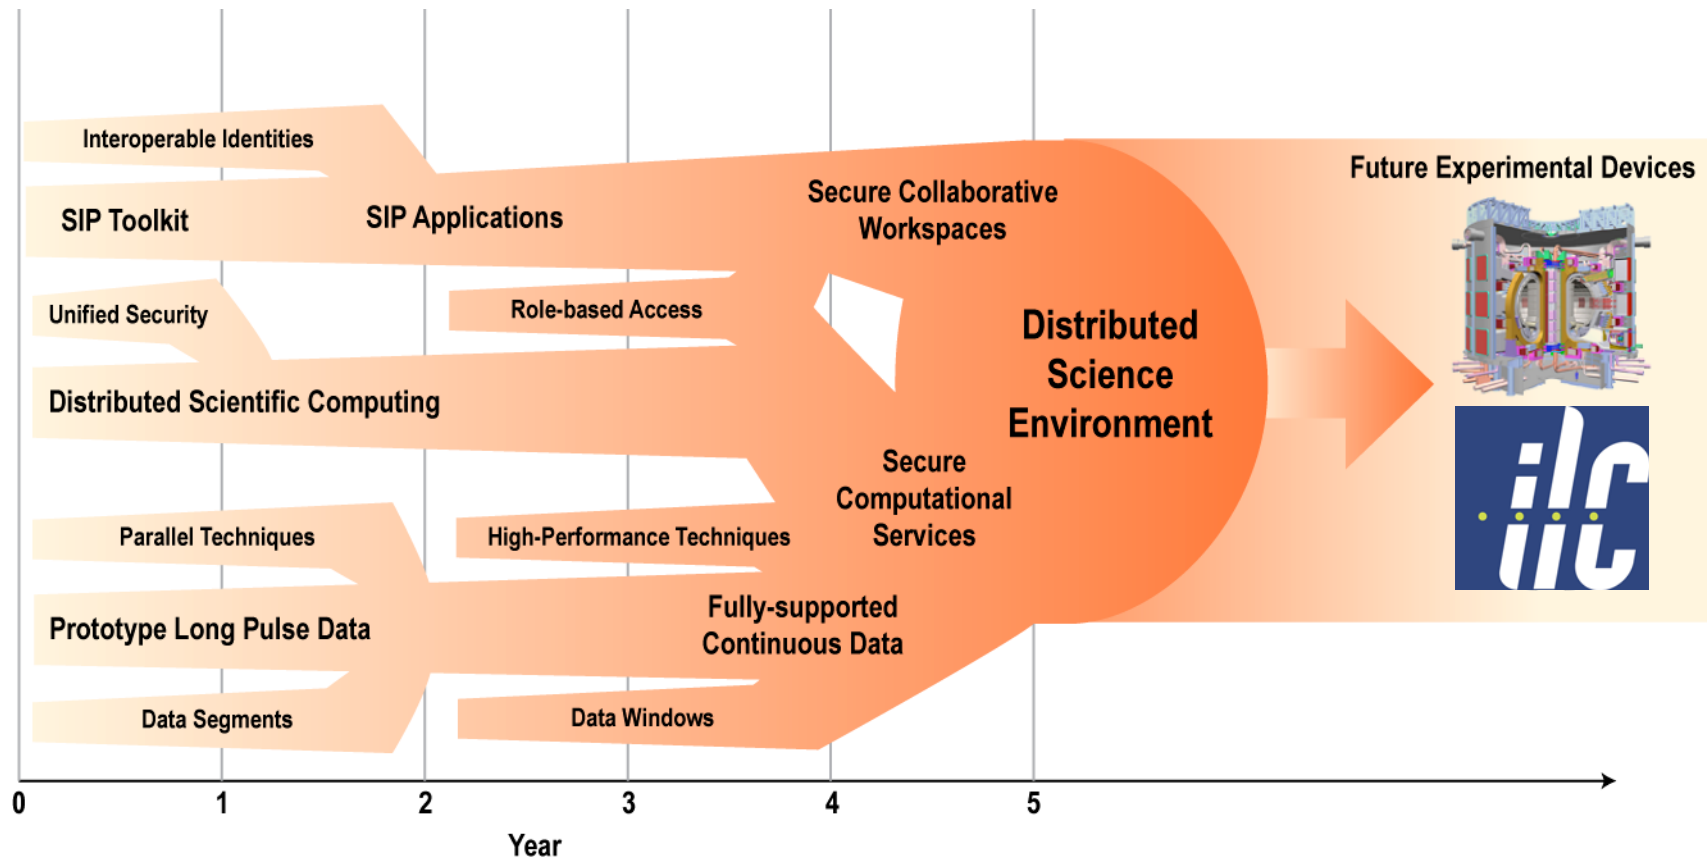 Interoperable Identities
SIP Toolkit
SIP Applications
Secure Collaborative
Workspaces
Future Experimental Devices
Unified Security
Role-based Access
Distributed Scientific Computing
Distributed
Science
Environment
Secure
Computational
Services
Parallel Techniques
High-Performance Techniques
Prototype Long Pulse Data
Fully-supported
Continuous Data
Data Segments
Data Windows
ilc
0 1 2 3 4 5
Year